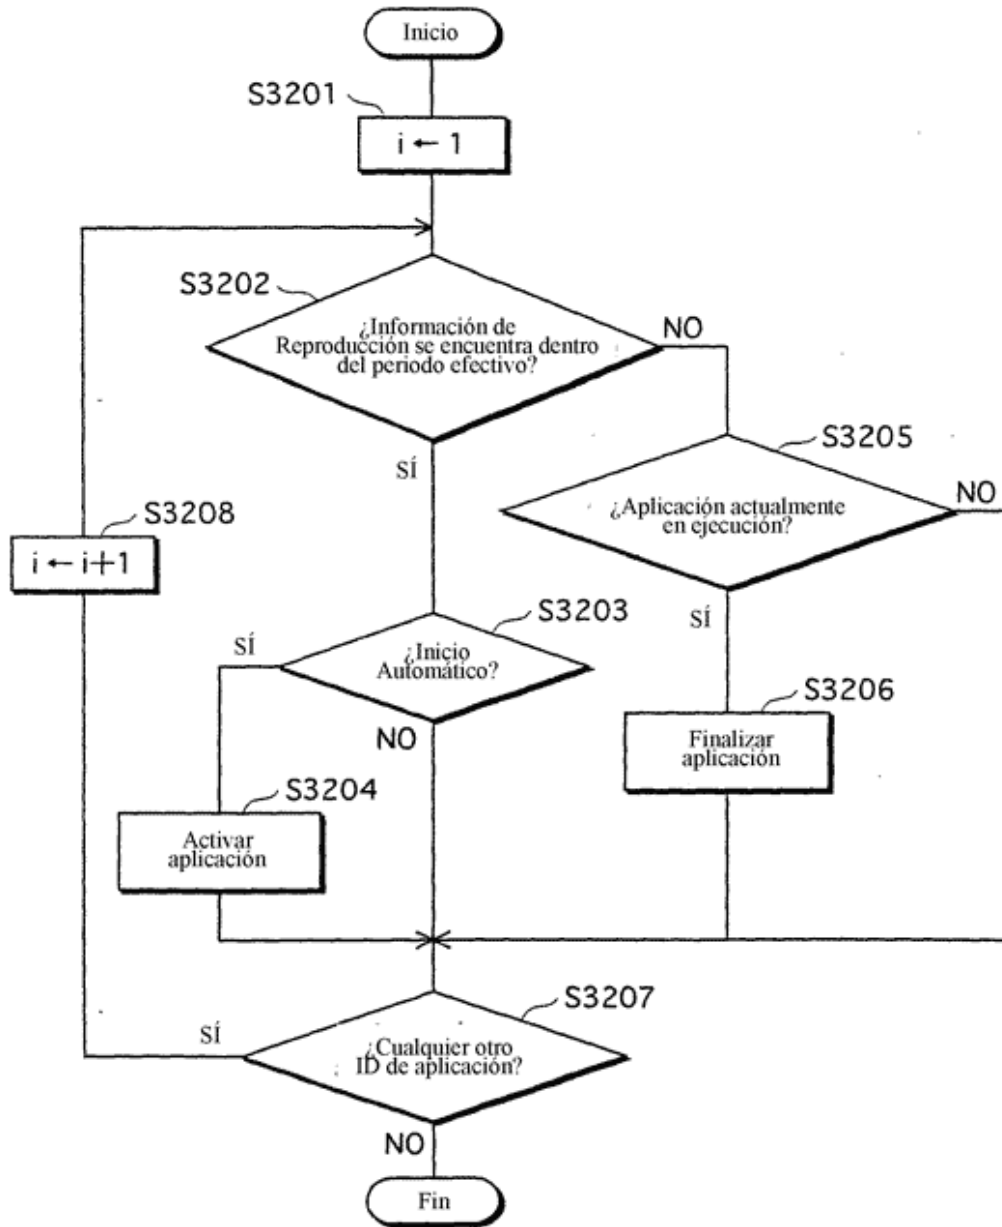 Inicio
S3201
i ← 1
S3202
¿Información de
Reproducción se encuentra dentro
del periodo efectivo?
NO
SÍ
S3205
¿Aplicación actualmente
en ejecución?
NO
SÍ
S3208
i ← i+1
S3203
¿Inicio
Automático?
SÍ
NO
S3206
Finalizar
aplicación
S3204
Activar
aplicación
S3207
¿Cualquier otro
ID de aplicación?
SÍ
NO
Fin